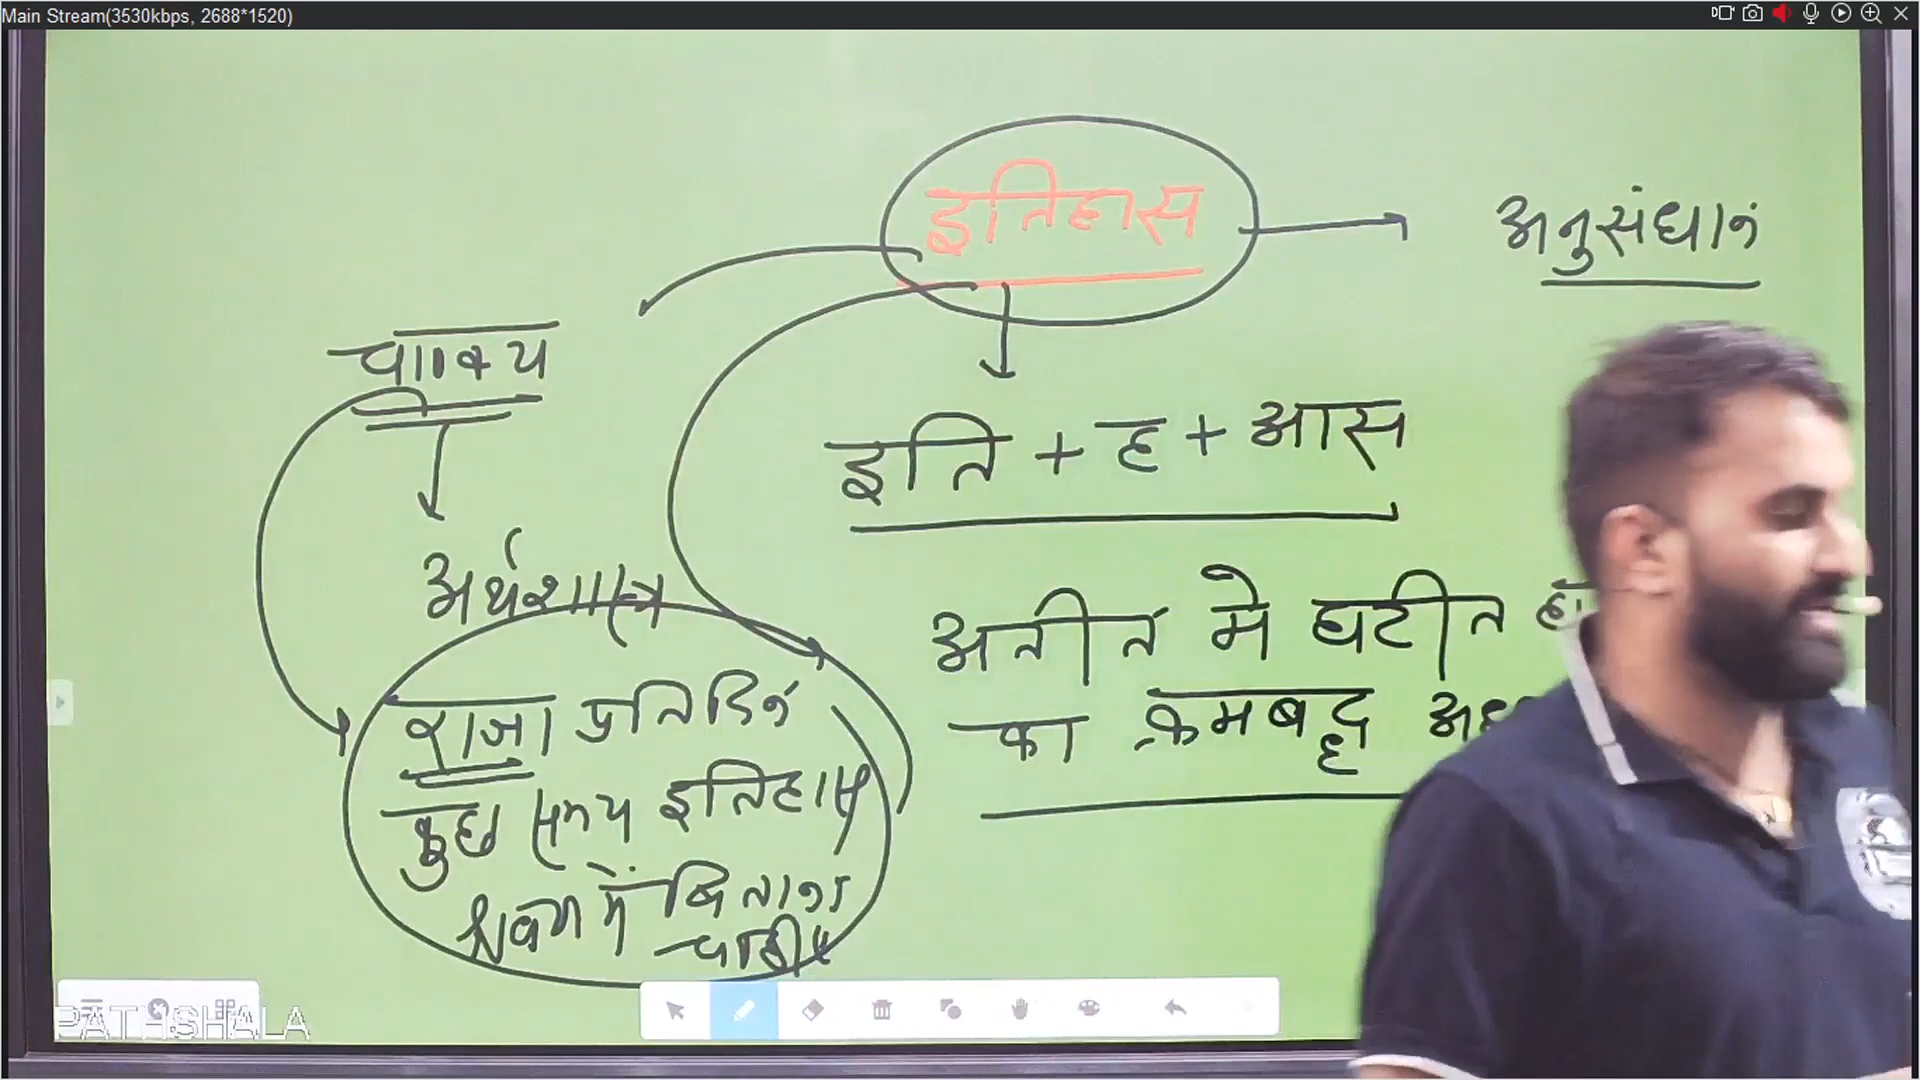 Main Stream(3530kbps, 2688*1520)
इतिहास
अनुसंधान
चाणक्य
इति + ह + आस
अर्थशास्त्र
अतीत मे घटीत
का क्रमबद्ध
राजा प्रतिदिन
कुछ समय इतिहास
श्रवण में बिताना
चाहीए
PATHSHALA